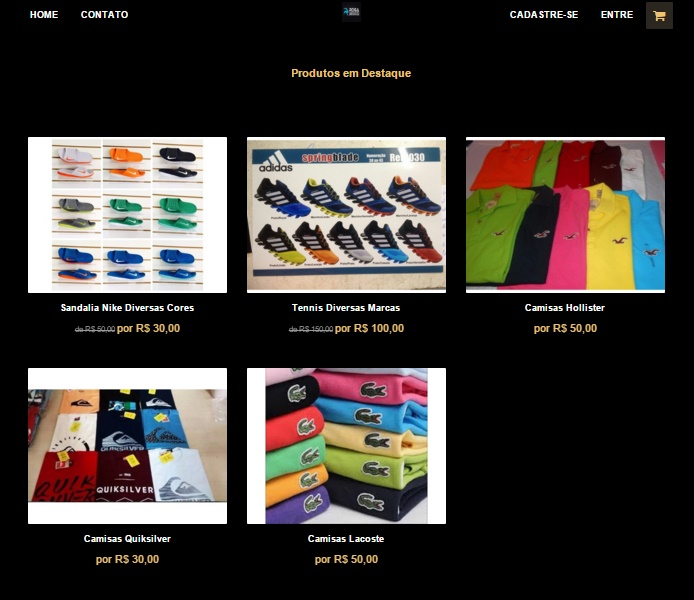 HOME CONTATO CADASTRE-SE ENTRE
Produtos em Destaque
adidas springblade
Sandalia Nike Diversas Cores
de R$ 50,00 por R$ 30,00
Tennis Diversas Marcas
de R$ 150,00 por R$ 100,00
Camisas Hollister
por R$ 50,00
QUIKSILVER
Camisas Quiksilver
por R$ 30,00
Camisas Lacoste
por R$ 50,00